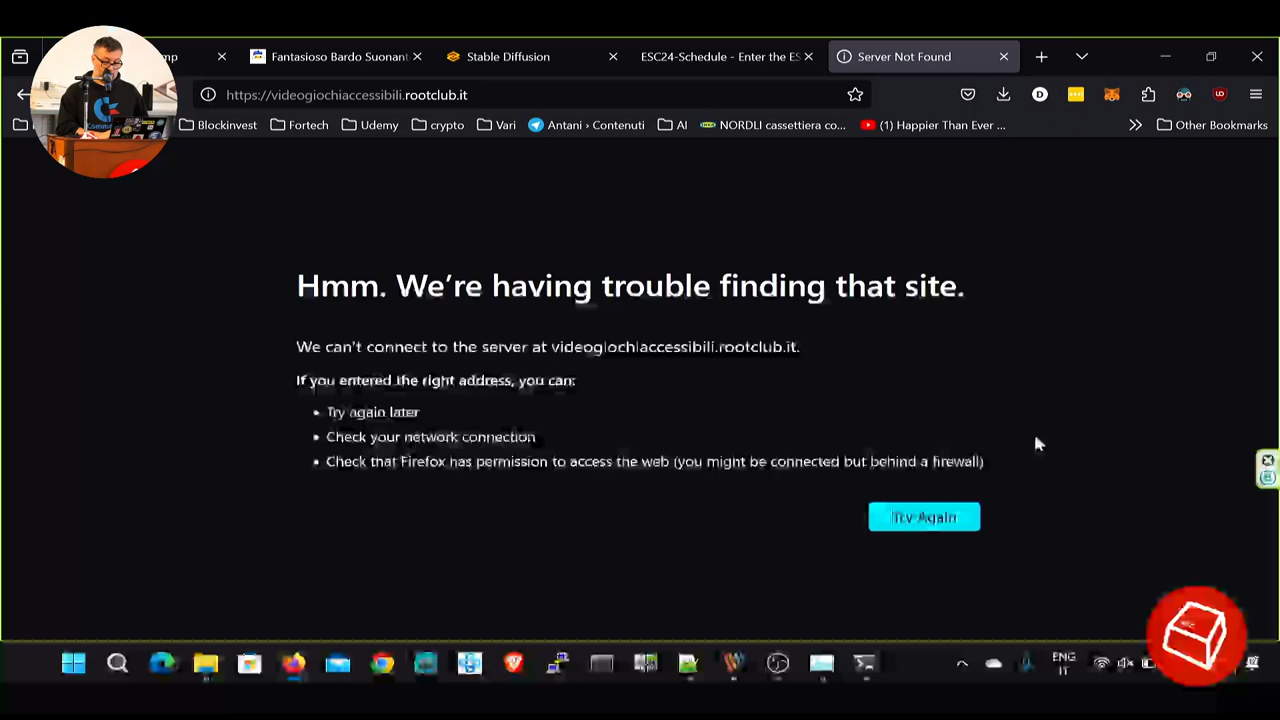 mp
Fantasioso Bardo Suonant
Stable Diffusion
ESC24-Schedule - Enter the ES
Server Not Found
https://videogiochiaccessibili.rootclub.it
Blockinvest
Fortech
Udemy
crypto
Vari
Antani › Contenuti
AI
NORDLI cassettiera co...
(1) Happier Than Ever ...
Other Bookmarks
Hmm. We're having trouble finding that site.
We can't connect to the server at videogiochiaccessibili.rootclub.it.
If you entered the right address, you can:
• Try again later
• Check your network connection
• Check that Firefox has permission to access the web (you might be connected but behind a firewall)
Try Again
ENG
IT